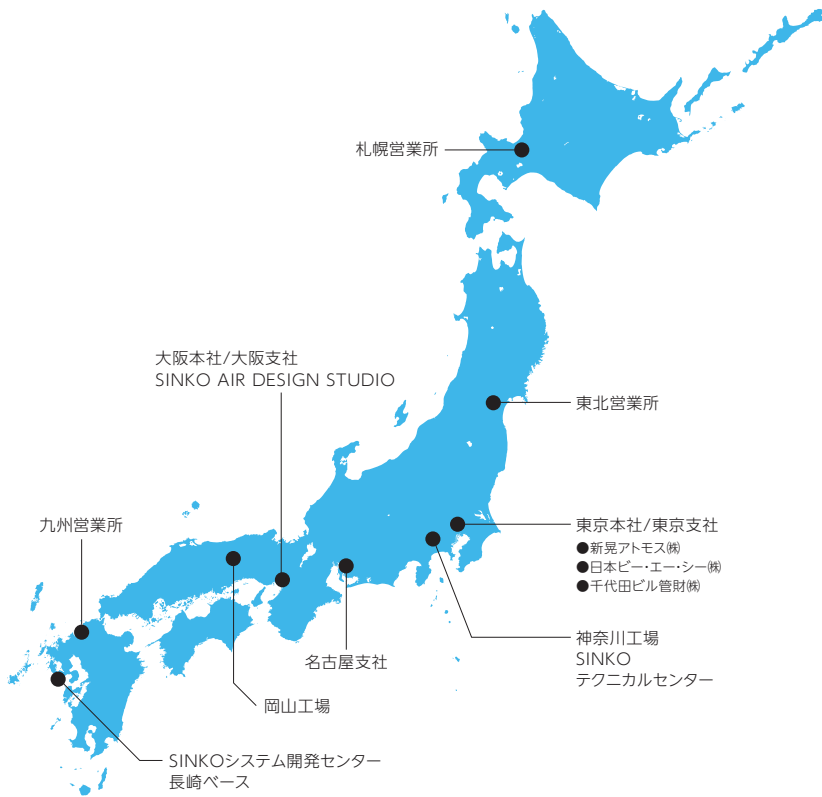 札幌営業所
大阪本社/大阪支社
SINKO AIR DESIGN STUDIO
東北営業所
九州営業所
東京本社/東京支社
●新晃アトモス㈱
●日本ビー・エー・シー㈱
●千代田ビル管財㈱
神奈川工場
SINKO
テクニカルセンター
名古屋支社
岡山工場
SINKOシステム開発センター
長崎ベース